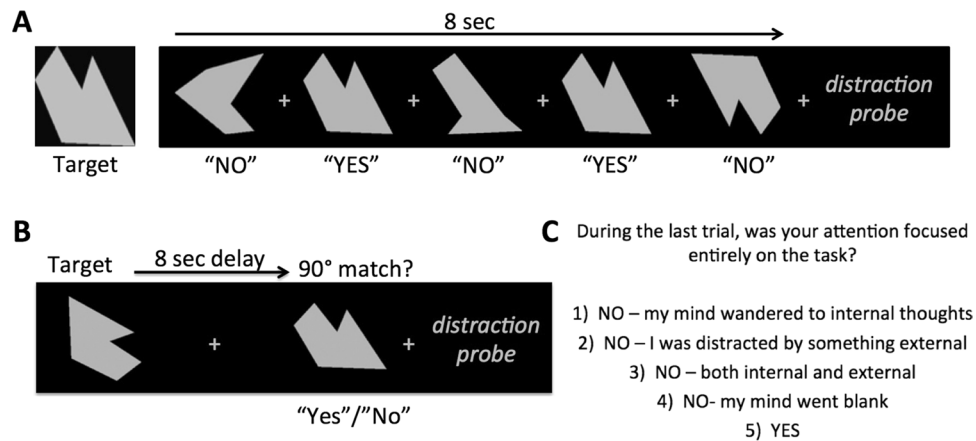 A
8 sec
+ + + + +
distraction
probe
Target
“NO” “YES” “NO” “YES” “NO”
B
Target
8 sec delay
90° match?
+ +
distraction
probe
“Yes”/”No”
C
During the last trial, was your attention focused
entirely on the task?
1) NO – my mind wandered to internal thoughts
2) NO – I was distracted by something external
3) NO – both internal and external
4) NO- my mind went blank
5) YES